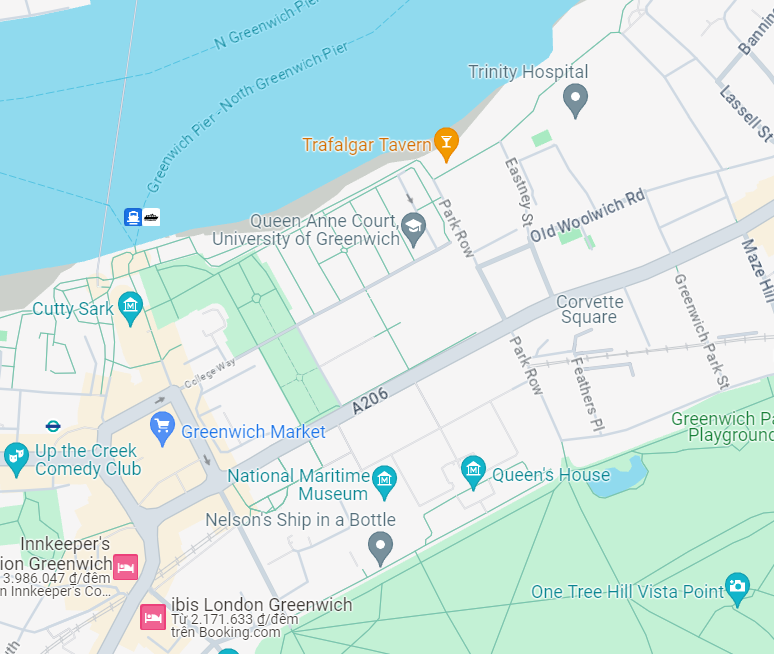 N Greenwich Pier
Greenwich Pier - North Greenwich Pier
Banning
Trinity Hospital
Lassell St
Trafalgar Tavern
Eastney St
Park Row
Old Woolwich Rd
Queen Anne Court,
University of Greenwich
Maze Hill
Cutty Sark
Corvette
Square
Greenwich Park St
College Way
Park Row
Feathers Pl
A206
Greenwich Pa
Playground
Greenwich Market
Up the Creek
Comedy Club
National Maritime
Museum
Queen's House
Nelson's Ship in a Bottle
Innkeeper's
ion Greenwich
3.986.047 ₫/đêm
n Innkeeper's Co...
One Tree Hill Vista Point
ibis London Greenwich
Từ 2.171.633 ₫/đêm
trên Booking.com
uth